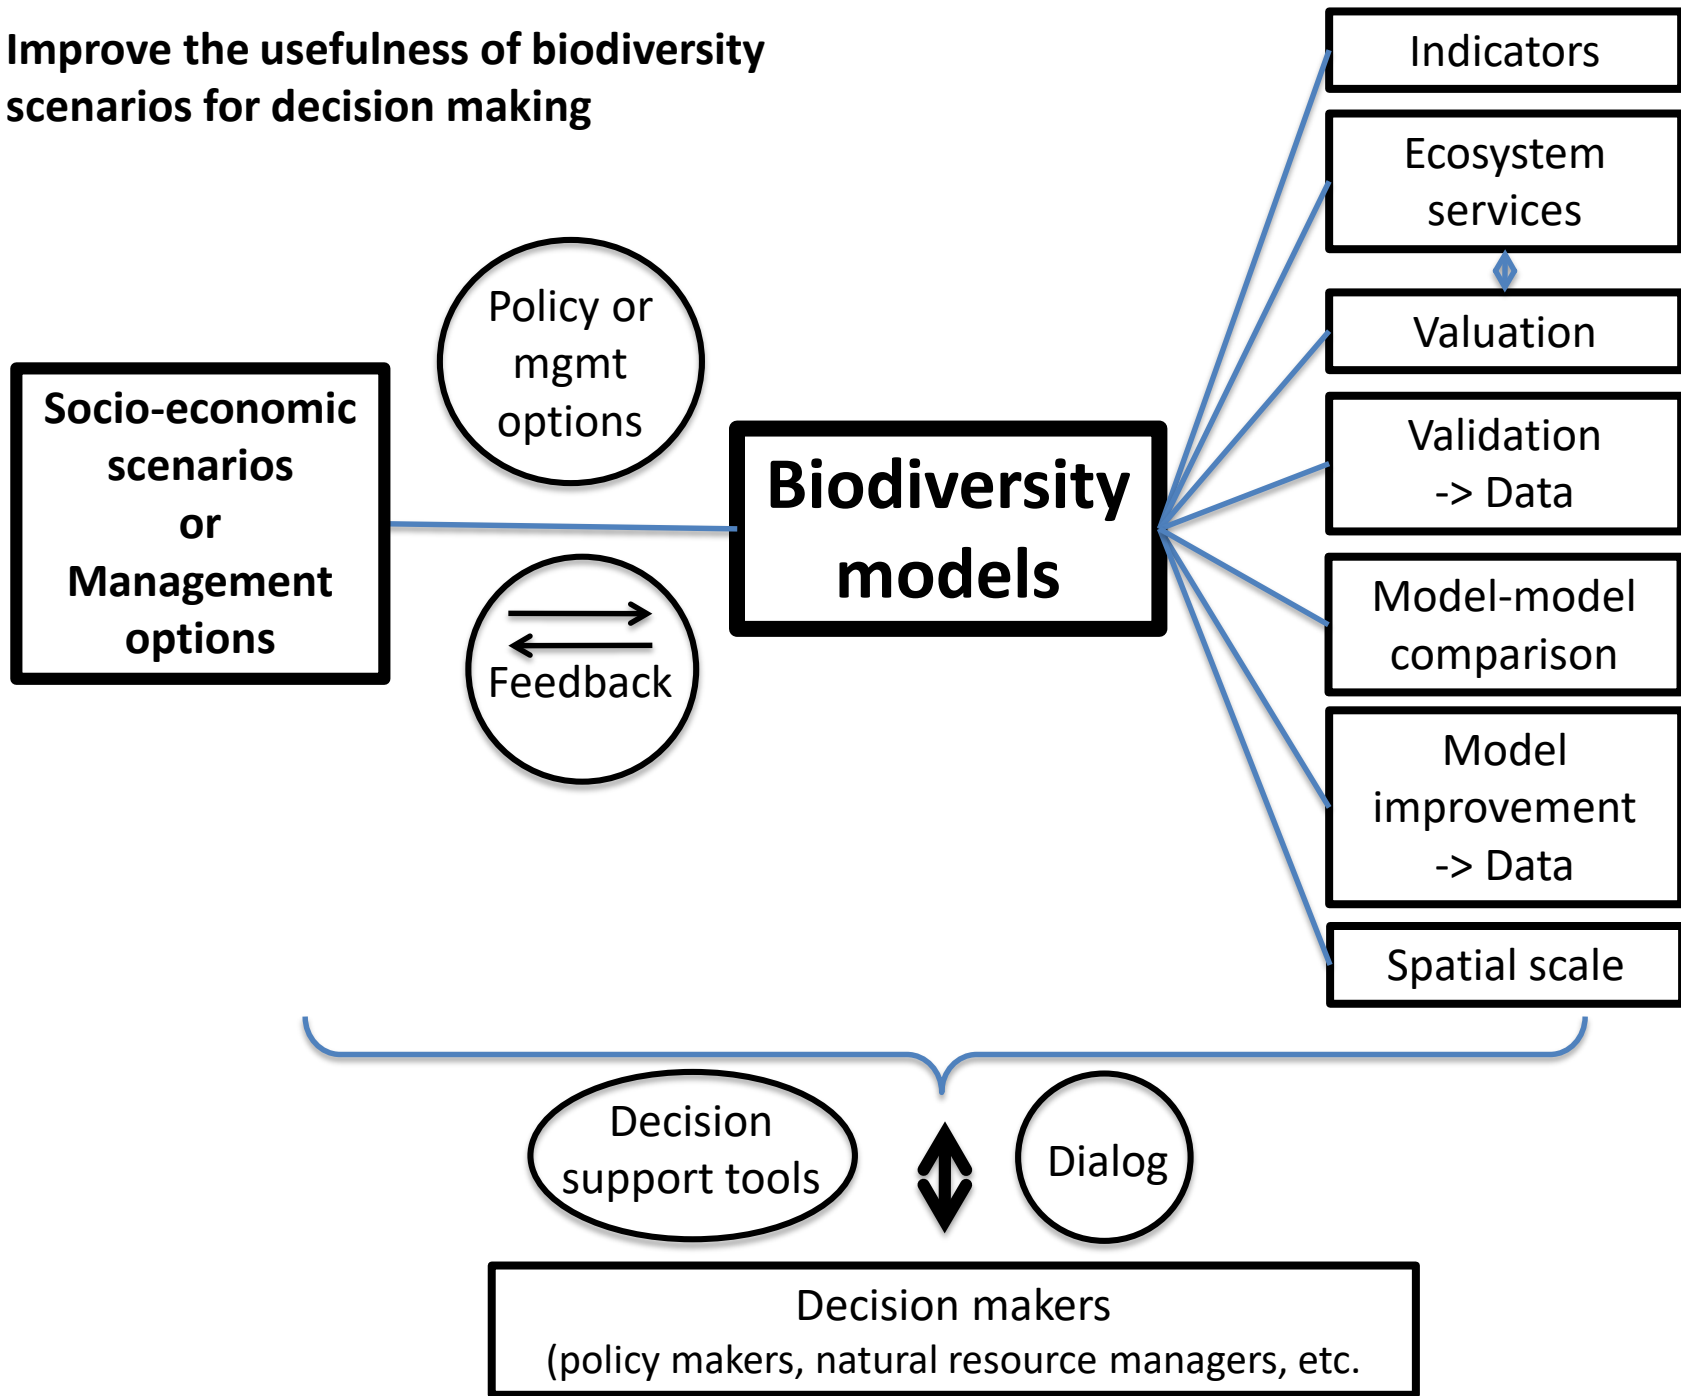 Improve the usefulness of biodiversity
scenarios for decision making
Socio-economic
scenarios
or
Management
options
Policy or
mgmt
options
Feedback
Biodiversity
models
Indicators
Ecosystem
services
Valuation
Validation
-> Data
Model-model
comparison
Model
improvement
-> Data
Spatial scale
Decision
support tools
Dialog
Decision makers
(policy makers, natural resource managers, etc.